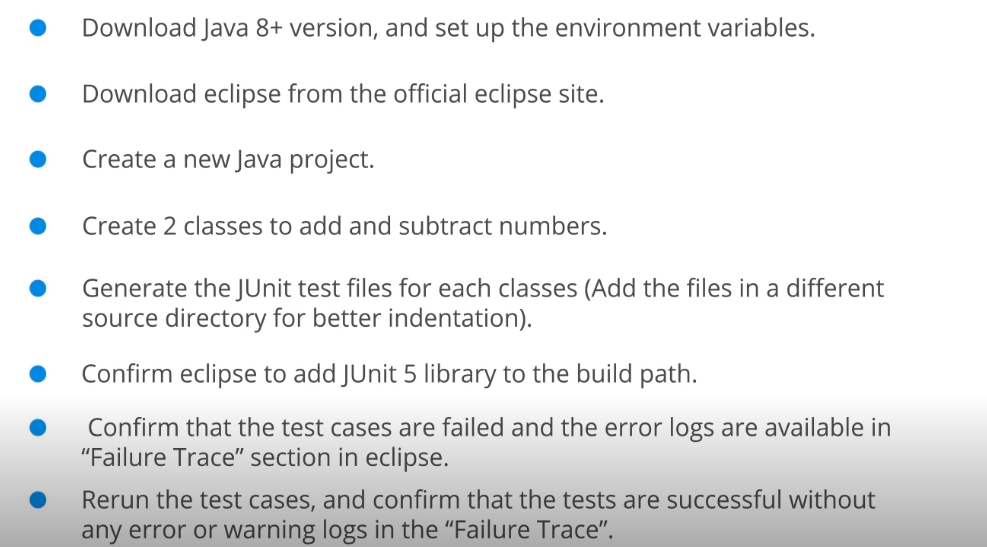 Download Java 8+ version, and set up the environment variables.
Download eclipse from the official eclipse site.
Create a new Java project.
Create 2 classes to add and subtract numbers.
Generate the JUnit test files for each classes (Add the files in a different
source directory for better indentation).
Confirm eclipse to add JUnit 5 library to the build path.
Confirm that the test cases are failed and the error logs are available in
“Failure Trace” section in eclipse.
Rerun the test cases, and confirm that the tests are successful without
any error or warning logs in the “Failure Trace”.